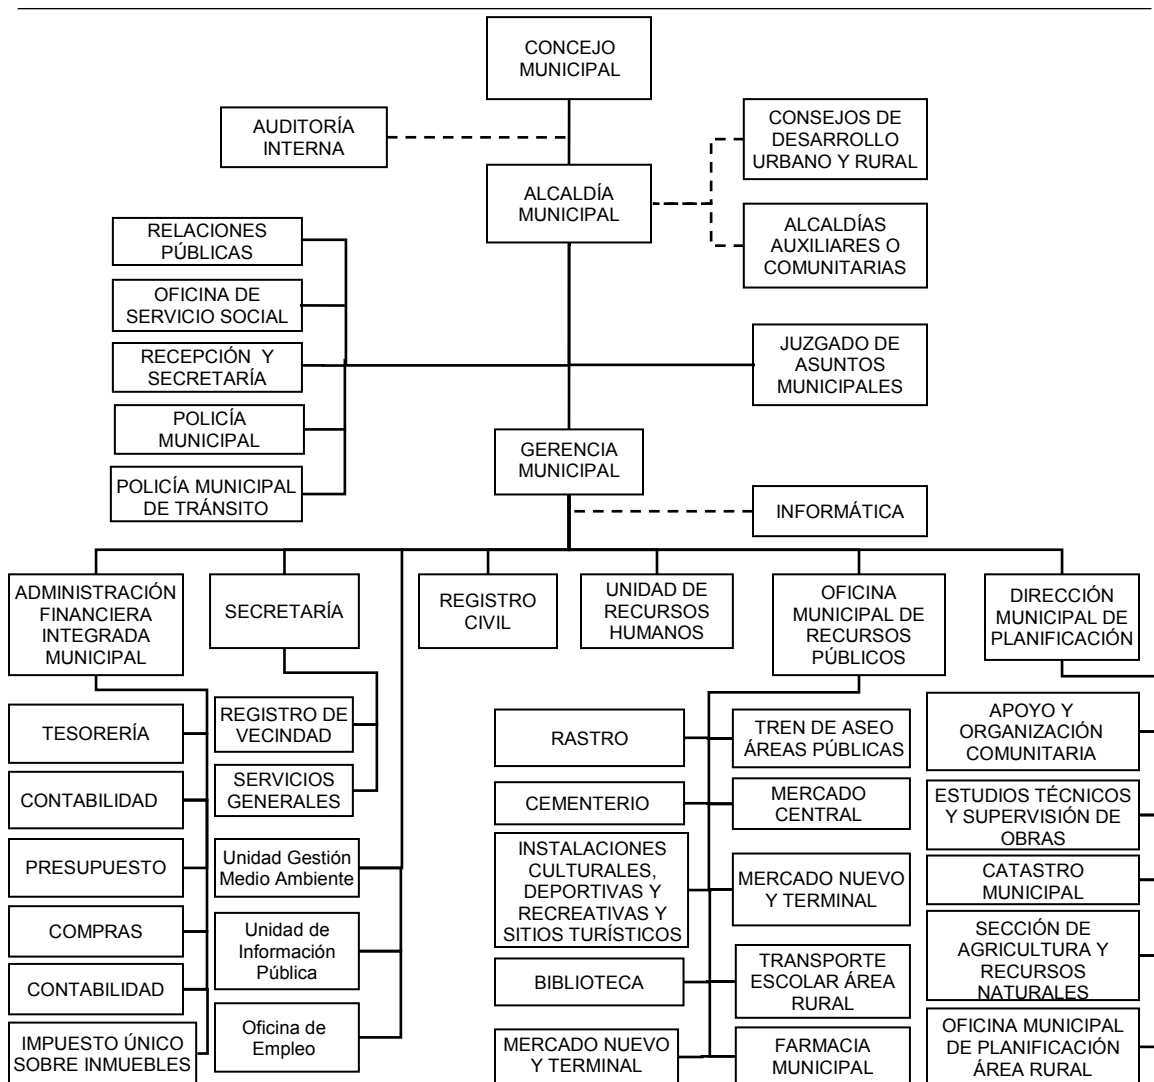 CONCEJO
MUNICIPAL
AUDITORÍA
INTERNA
CONSEJOS DE
DESARROLLO
URBANO Y RURAL
ALCALDÍA
MUNICIPAL
ALCALDÍAS
AUXILIARES O
COMUNITARIAS
RELACIONES
PÚBLICAS
OFICINA DE
SERVICIO SOCIAL
RECEPCIÓN Y
SECRETARÍA
POLICÍA
MUNICIPAL
POLICÍA MUNICIPAL
DE TRÁNSITO
JUZGADO DE
ASUNTOS
MUNICIPALES
GERENCIA
MUNICIPAL
INFORMÁTICA
ADMINISTRACIÓN
FINANCIERA
INTEGRADA
MUNICIPAL
SECRETARÍA
REGISTRO
CIVIL
UNIDAD DE
RECURSOS
HUMANOS
OFICINA
MUNICIPAL DE
RECURSOS
PÚBLICOS
DIRECCIÓN
MUNICIPAL DE
PLANIFICACIÓN
TESORERÍA
CONTABILIDAD
PRESUPUESTO
COMPRAS
CONTABILIDAD
IMPUESTO ÚNICO
SOBRE INMUEBLES
REGISTRO DE
VECINDAD
SERVICIOS
GENERALES
Unidad Gestión
Medio Ambiente
Unidad de
Información
Pública
Oficina de
Empleo
RASTRO
CEMENTERIO
INSTALACIONES
CULTURALES,
DEPORTIVAS Y
RECREATIVAS Y
SITIOS TURÍSTICOS
BIBLIOTECA
MERCADO NUEVO
Y TERMINAL
TREN DE ASEO
ÁREAS PÚBLICAS
MERCADO
CENTRAL
MERCADO NUEVO
Y TERMINAL
TRANSPORTE
ESCOLAR ÁREA
RURAL
FARMACIA
MUNICIPAL
APOYO Y
ORGANIZACIÓN
COMUNITARIA
ESTUDIOS TÉCNICOS
Y SUPERVISIÓN DE
OBRAS
CATASTRO
MUNICIPAL
SECCIÓN DE
AGRICULTURA Y
RECURSOS
NATURALES
OFICINA MUNICIPAL
DE PLANIFICACIÓN
ÁREA RURAL